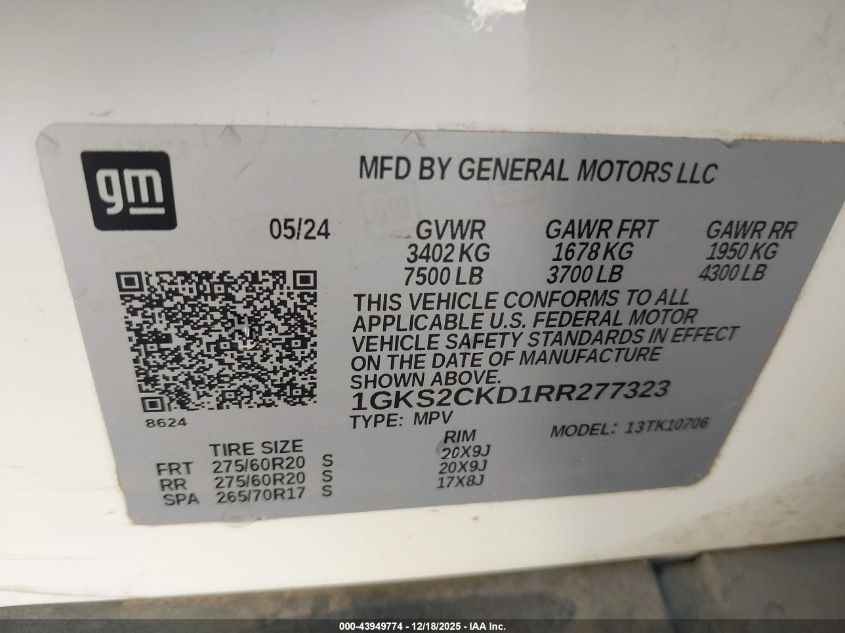 gm
MFD BY GENERAL MOTORS LLC
05/24 GVWR GAWR FRT GAWR RR
3402 KG 1678 KG 1950 KG
7500 LB 3700 LB 4300 LB
THIS VEHICLE CONFORMS TO ALL
APPLICABLE U.S. FEDERAL MOTOR
VEHICLE SAFETY STANDARDS IN EFFECT
ON THE DATE OF MANUFACTURE
SHOWN ABOVE.
1GKS2CKD1RR277323
TYPE: MPV MODEL: 13TK10706
8624
TIRE SIZE RIM
FRT 275/60R20 S 20X9J
RR 275/60R20 S 20X9J
SPA 265/70R17 S 17X8J
000-43949774 - 12/18/2025 - IAA Inc.